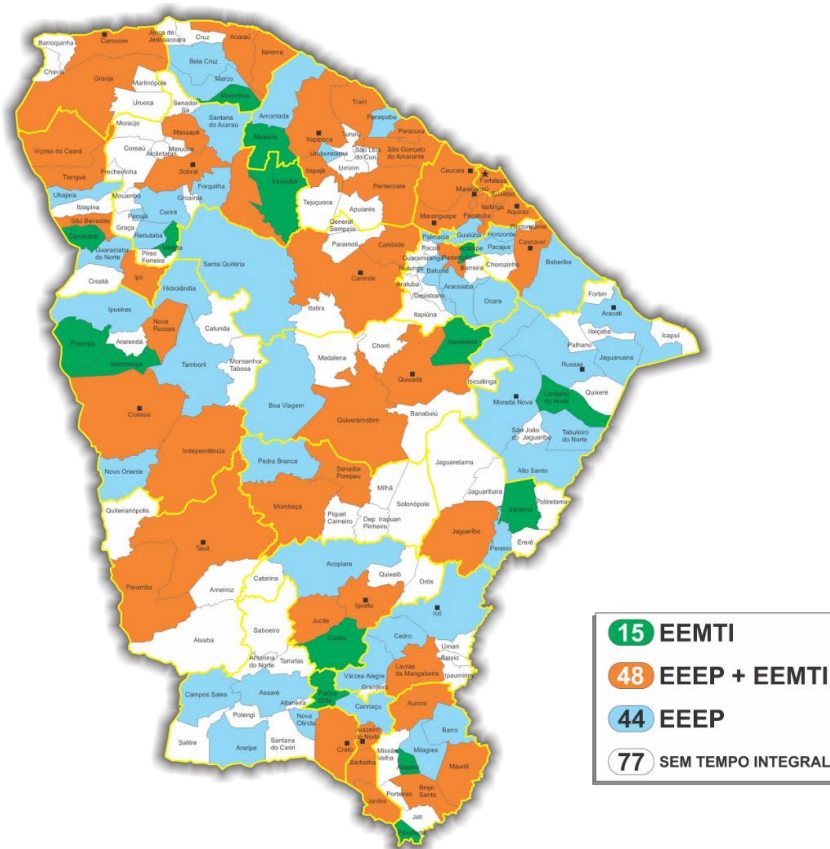 Barroquinha
Camocim
Jijoca de
Jericoacoara
Cruz
Acaraú
Itarema
Chaval
Granja
Bela Cruz
Martinópole
Marco
Uruoca
Senador
Sá
Morrinhos
Amontada
Trairi
Paraipaba
Moraújo
Santana
do Acaraú
Miraíma
Itapipoca
Tururu
Paracuru
Viçosa do Ceará
Coreaú
Massapê
Meruoca
Alcântaras
Uruburetama
São Luís
do Curu
São Gonçalo
do Amarante
Tianguá
Frecheirinha
Sobral
Irauçuba
Itapajé
Umirim
Caucaia
Fortaleza
Maracanaú
Ubajara
Mucambo
Forquilha
Groaíras
Pentecoste
Ibiapina
Pacujá
Cariré
Tejuçuoca
Apuiarés
Maranguape
Pacatuba
Itaitinga
Aquiraz
São Benedito
Graça
Reriutaba
Varjota
General
Sampaio
Palmácia
Guaiúba
Horizonte
Pindoretama
Cascavel
Carnaubal
Guaraciaba
do Norte
Pires
Ferreira
Santa Quitéria
Paramoti
Caridade
Pacoti
Guaramiranga
Redenção
Acarape
Pacajus
Barreira
Chorozinho
Beberibe
Croatá
Ipú
Hidrolândia
Canindé
Mulungu
Baturité
Aratuba
Aracoiaba
Capistrano
Ocara
Fortim
Ipueiras
Nova
Russas
Catunda
Itatira
Itapiúna
Aracati
Icapuí
Poranga
Ararendá
Ipaporanga
Tamboril
Monsenhor
Tabosa
Madalena
Choró
Ibaretama
Itaiçaba
Palhano
Jaguaruana
Russas
Quixadá
Ibicuitinga
Quixeré
Crateús
Boa Viagem
Quixeramobim
Banabuiú
Morada Nova
Limoeiro
do Norte
São João
do Jaguaribe
Tabuleiro
do Norte
Independência
Novo Oriente
Pedra Branca
Senador
Pompeu
Jaguaretama
Alto Santo
Milhã
Jaguaribara
Potiretama
Iracema
Quiterianópolis
Mombaça
Piquet
Carneiro
Dep. Irapuan
Pinheiro
Solonópole
Jaguaribe
Pereiro
Ererê
Tauá
Acopiara
Parambu
Arneiroz
Catarina
Quixelô
Orós
Iguatu
Icó
Jucás
Aiuaba
Saboeiro
Cariús
Cedro
Umari
Baixio
Ipaumirim
Antonina
do Norte
Tarrafas
Várzea Alegre
Lavras
da Mangabeira
Granjeiro
Campos Sales
Assaré
Altaneira
Farias
Brito
Caririaçu
Aurora
Potengi
Nova
Olinda
Juazeiro
do Norte
Barro
Salitre
Araripe
Santana
do Cariri
Crato
Missão
Velha
Milagres
Abaiara
Mauriti
Barbalha
Brejo
Santo
Porteiras
Jardim
Jati
Penaforte
15 EEMTI
48 EEEP + EEMTI
44 EEEP
77 SEM TEMPO INTEGRAL